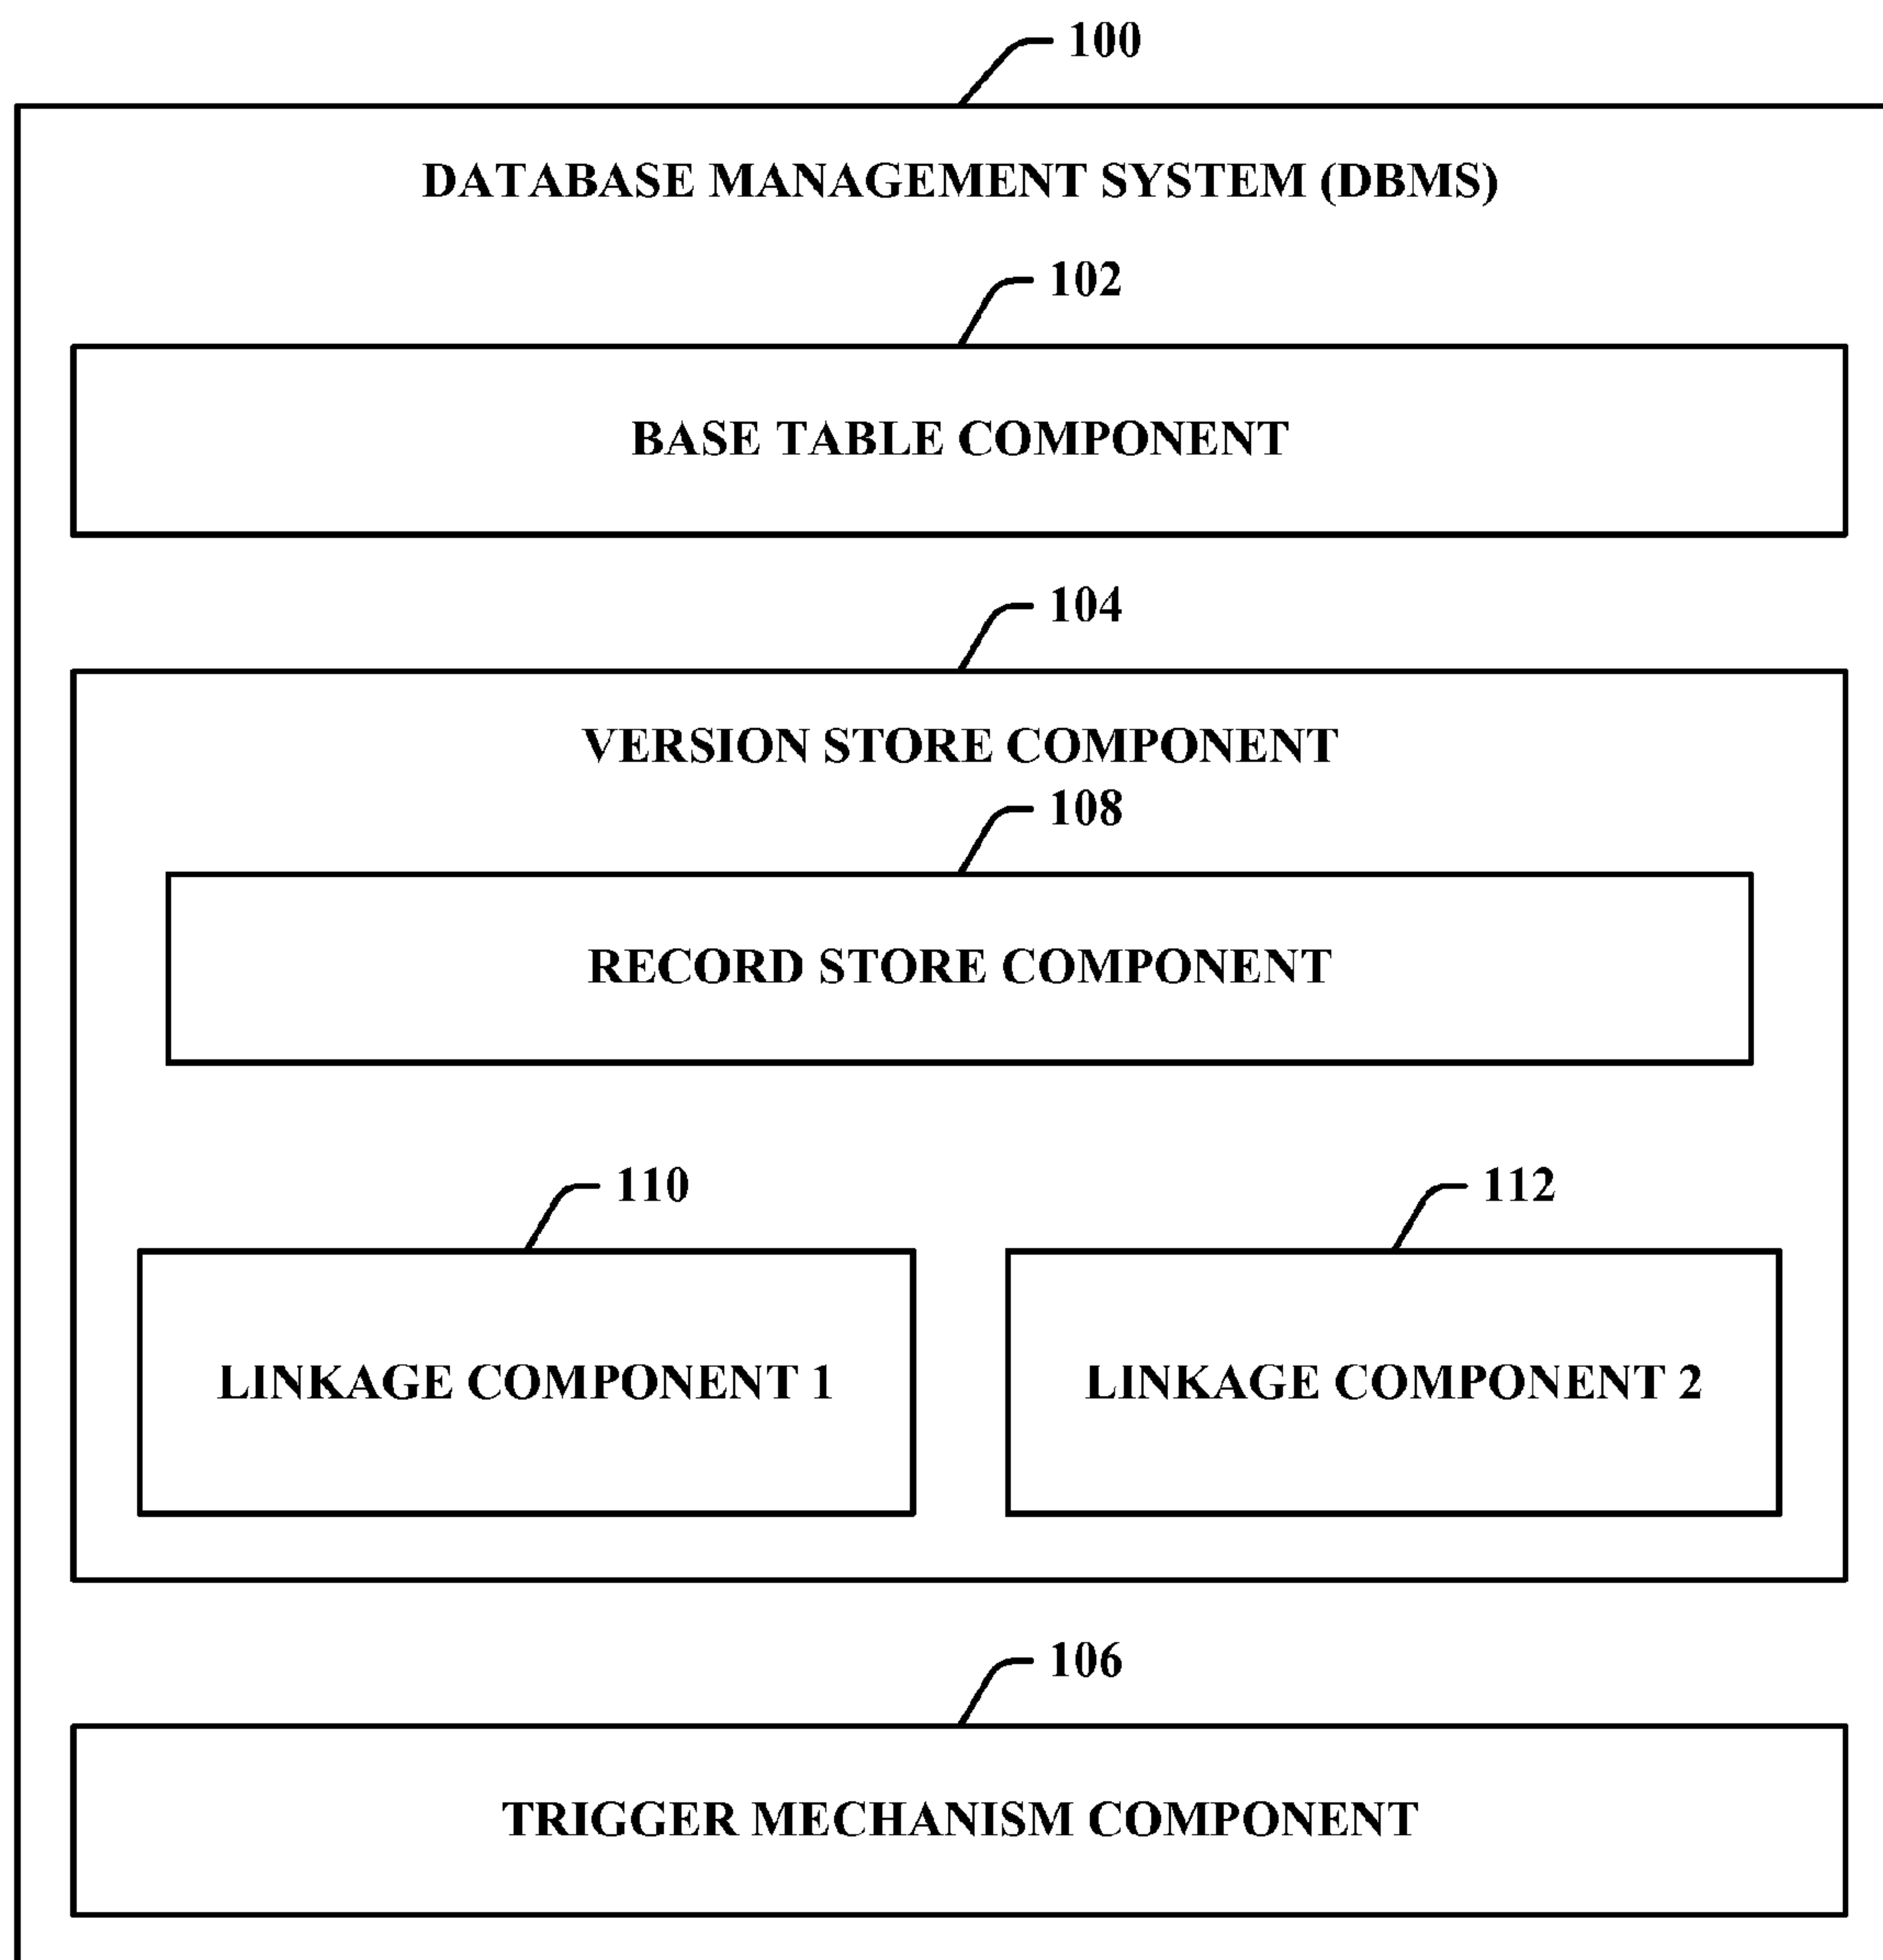 100
DATABASE MANAGEMENT SYSTEM (DBMS)
102
BASE TABLE COMPONENT
104
VERSION STORE COMPONENT
108
RECORD STORE COMPONENT
110
112
LINKAGE COMPONENT 1
LINKAGE COMPONENT 2
106
TRIGGER MECHANISM COMPONENT